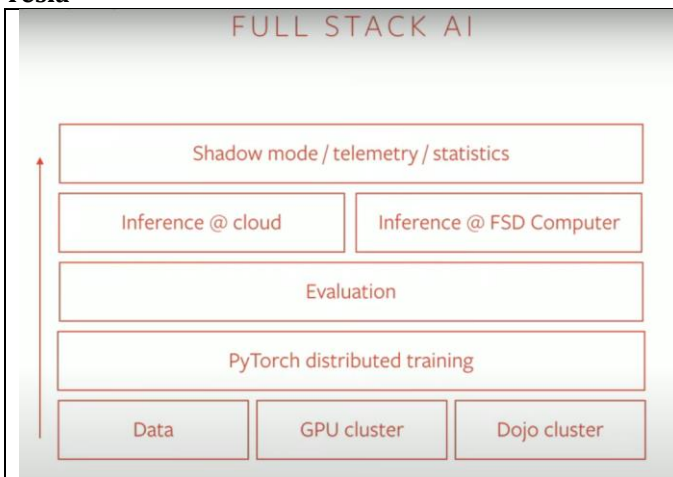 Tesla
FULL STACK AI
Shadow mode / telemetry / statistics
Inference @ cloud
Inference @ FSD Computer
Evaluation
PyTorch distributed training
Data
GPU cluster
Dojo cluster